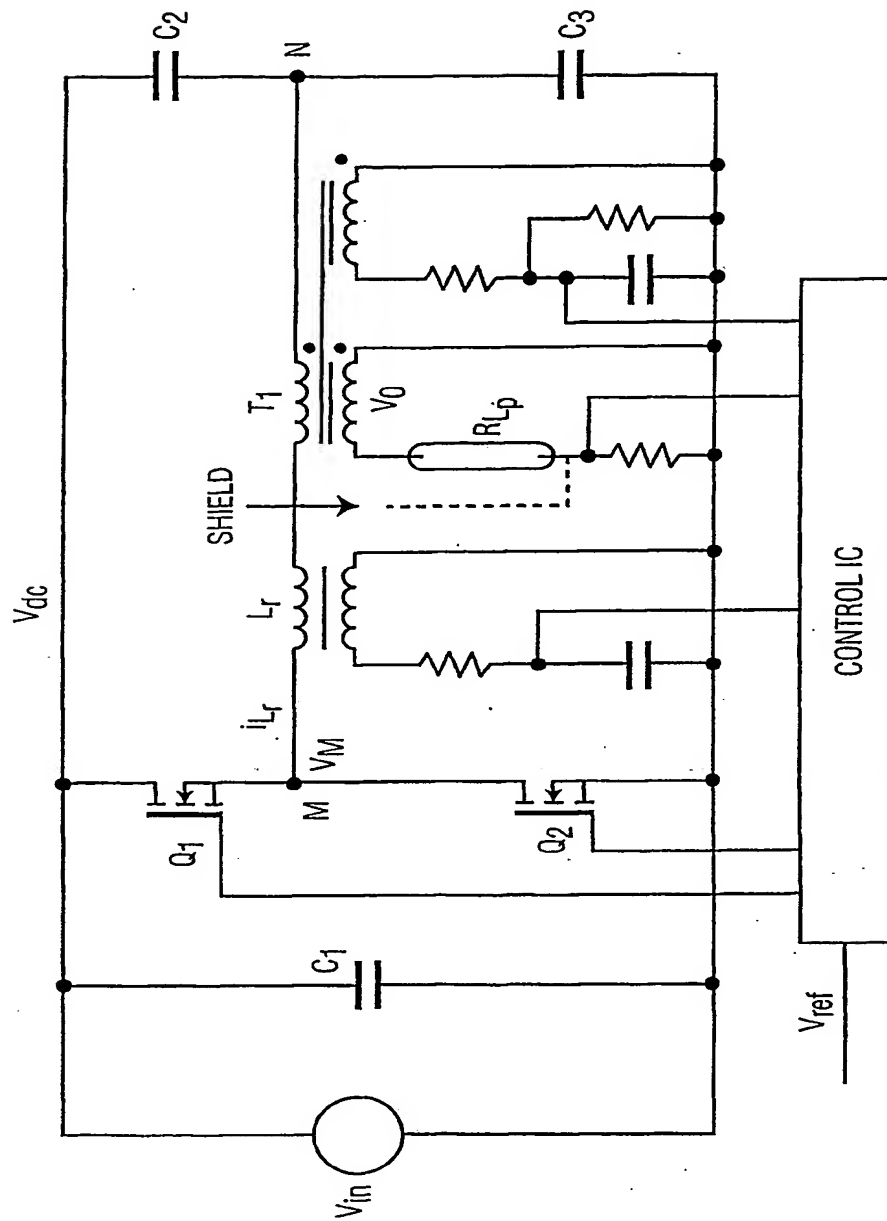 Vin
Vref
C1
Q1
Q2
M
VM
CONTROL IC
iLr
Lr
Vdc
SHIELD
T1
V0
RLp
C2
N
C3